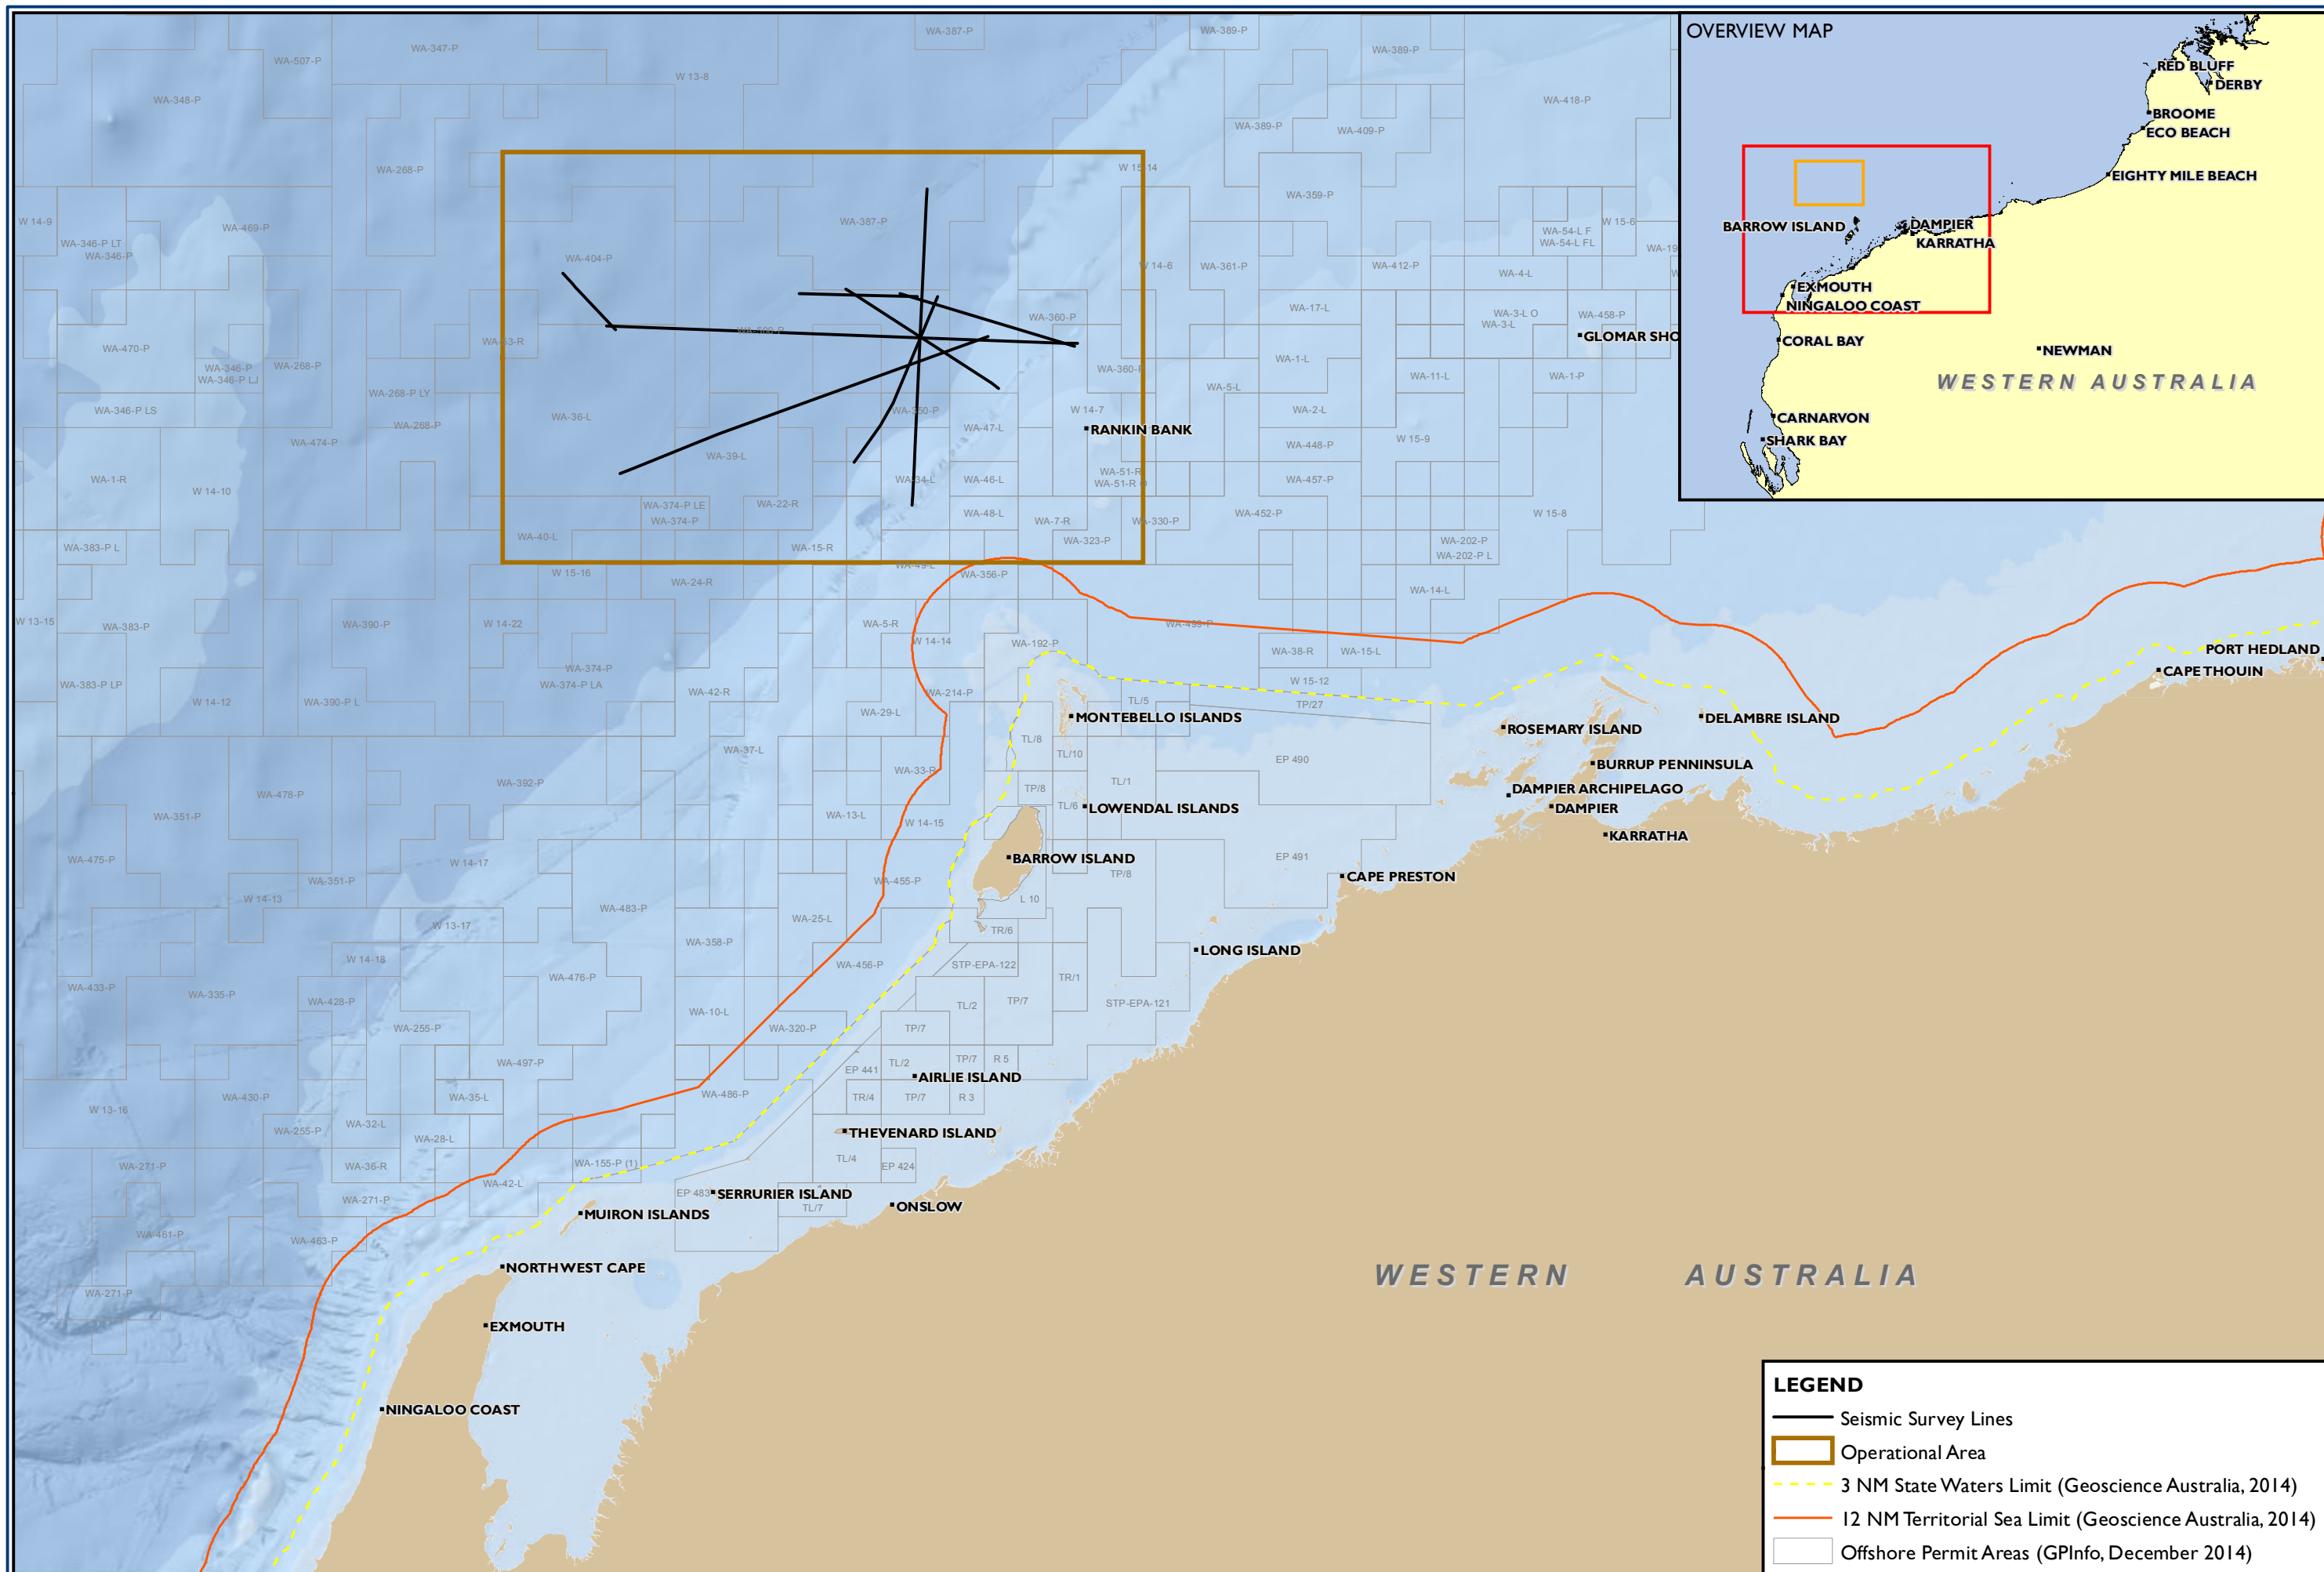 WA-387-P
WA-389-P
WA-347-P
WA-389-P
WA-507-P
W 13-8
WA-348-P
WA-418-P
WA-389-P
WA-409-P
WA-268-P
W 15-14
WA-359-P
W 14-9
WA-469-P
WA-387-P
W 15-6
WA-346-P LT
WA-346-P
WA-54-L F
WA-54-L FL
WA-404-P
W 14-6
WA-361-P
WA-412-P
WA-4-L
WA-17-L
WA-360-P
WA-3-L O
WA-3-L
WA-458-P
GLOMAR SHO
WA-470-P
WA-1-L
WA-346-P
WA-346-P LJ
WA-268-P
WA-5-L
WA-11-L
WA-1-P
WA-268-P LY
WA-346-P LS
WA-268-P
WA-36-L
WA-350-P
W 14-7
WA-2-L
RANKIN BANK
WA-474-P
WA-47-L
WA-448-P
W 15-9
WA-39-L
WA-1-R
W 14-10
WA-34-L
WA-46-L
WA-51-R
WA-457-P
WA-374-P LE
WA-374-P
WA-22-R
WA-48-L
WA-7-R
WA-330-P
WA-452-P
W 15-8
WA-383-P L
WA-40-L
WA-15-R
WA-323-P
WA-202-P
WA-202-P L
W 15-16
WA-24-R
WA-49-L
WA-356-P
WA-14-L
W 13-15
WA-383-P
WA-390-P
W 14-22
WA-5-R
W 14-14
WA-192-P
WA-38-R
WA-15-L
WA-374-P
WA-374-P LA
WA-383-P LP
W 14-12
WA-390-P L
WA-42-R
WA-214-P
W 15-12
TL/5
TP/27
WA-29-L
MONTEBELLO ISLANDS
PORT HEDLAND
CAPE THOUIN
DELAMBRE ISLAND
ROSEMARY ISLAND
WA-37-L
TL/8
TL/10
EP 490
BURRUP PENNINSULA
WA-33-R
TL/1
WA-392-P
WA-478-P
TP/8
DAMPIER ARCHIPELAGO
WA-351-P
WA-13-L
W 14-15
TL/6
LOWENDAL ISLANDS
DAMPIER
KARRATHA
WA-475-P
W 14-17
BARROW ISLAND
TP/8
EP 491
CAPE PRESTON
WA-351-P
WA-455-P
W 14-13
WA-483-P
L 10
W 13-17
WA-25-L
TR/6
WA-358-P
LONG ISLAND
W 14-18
WA-476-P
WA-456-P
STP-EPA-122
TR/1
WA-433-P
WA-335-P
WA-428-P
WA-10-L
TL/2
TP/7
STP-EPA-121
WA-255-P
WA-320-P
TP/7
WA-497-P
EP 441
TL/2
TP/7
R 5
AIRLIE ISLAND
W 13-16
WA-430-P
WA-35-L
WA-486-P
TR/4
TP/7
R 3
WA-255-P
WA-32-L
WA-28-L
THEVENARD ISLAND
WA-271-P
WA-36-R
WA-155-P (1)
TL/4
EP 424
WA-271-P
WA-42-L
EP 483
SERRURIER ISLAND
TL/7
ONSLOW
MUIRON ISLANDS
WA-461-P
WA-463-P
NORTH WEST CAPE
WA-271-P
EXMOUTH
NINGALOO COAST
WESTERN AUSTRALIA
OVERVIEW MAP
RED BLUFF
DERBY
BROOME
ECO BEACH
EIGHTY MILE BEACH
BARROW ISLAND
DAMPIER
KARRATHA
EXMOUTH
NINGALOO COAST
CORAL BAY
NEWMAN
WESTERN AUSTRALIA
CARNARVON
SHARK BAY
LEGEND
Seismic Survey Lines
Operational Area
3 NM State Waters Limit (Geoscience Australia, 2014)
12 NM Territorial Sea Limit (Geoscience Australia, 2014)
Offshore Permit Areas (GPInfo, December 2014)